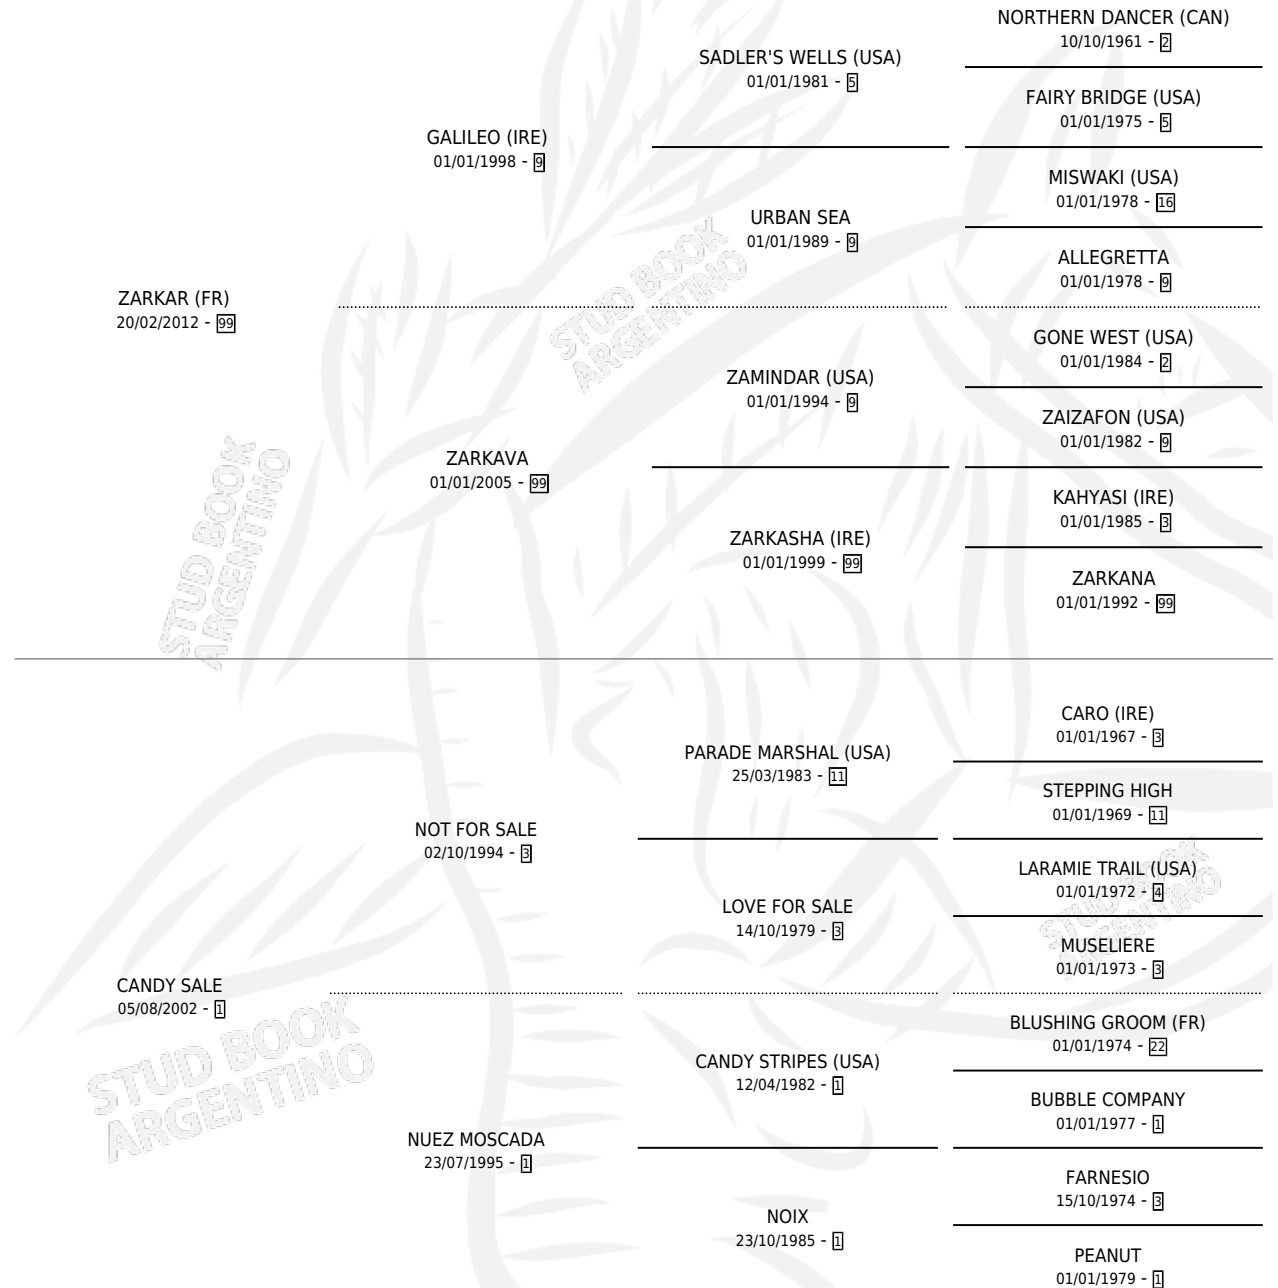 NORTHERN DANCER (CAN)
10/10/1961 - 2
SADLER'S WELLS (USA)
01/01/1981 - 5
FAIRY BRIDGE (USA)
01/01/1975 - 5
GALILEO (IRE)
01/01/1998 - 9
MISWAKI (USA)
01/01/1978 - 16
URBAN SEA
01/01/1989 - 9
ALLEGRETTA
01/01/1978 - 9
ZARKAR (FR)
20/02/2012 - 99
GONE WEST (USA)
01/01/1984 - 2
ZAMINDAR (USA)
01/01/1994 - 9
ZAIZAFON (USA)
01/01/1982 - 9
ZARKAVA
01/01/2005 - 99
KAHYASI (IRE)
01/01/1985 - 3
ZARKASHA (IRE)
01/01/1999 - 99
ZARKANA
01/01/1992 - 99
CARO (IRE)
01/01/1967 - 3
PARADE MARSHAL (USA)
25/03/1983 - 11
STEPPING HIGH
01/01/1969 - 11
NOT FOR SALE
02/10/1994 - 3
LARAMIE TRAIL (USA)
01/01/1972 - 4
LOVE FOR SALE
14/10/1979 - 3
MUSELIERE
01/01/1973 - 3
CANDY SALE
05/08/2002 - 1
BLUSHING GROOM (FR)
01/01/1974 - 22
CANDY STRIPES (USA)
12/04/1982 - 1
BUBBLE COMPANY
01/01/1977 - 1
NUEZ MOSCADA
23/07/1995 - 1
FARNESIO
15/10/1974 - 3
NOIX
23/10/1985 - 1
PEANUT
01/01/1979 - 1
STUD BOOK
ARGENTINO
STUD BOOK
ARGENTINO
STUD BOOK
ARGENTINO
STUD BOOK
ARGENTINO